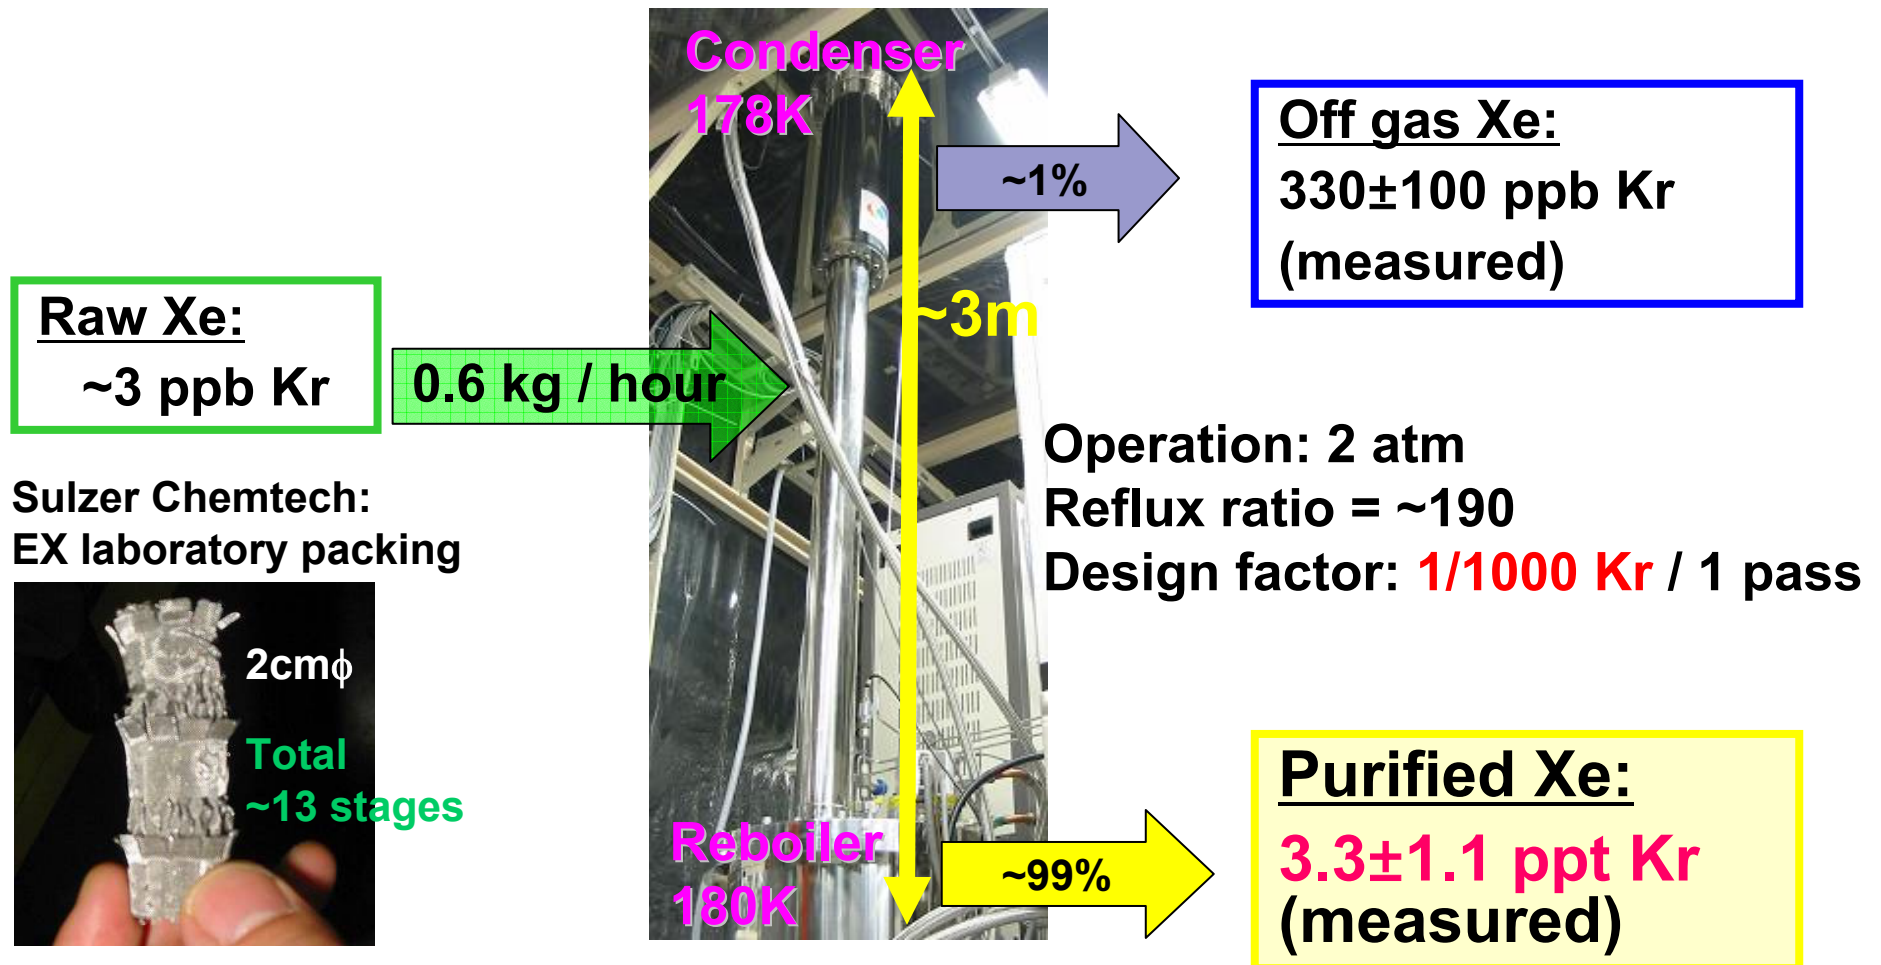 Condenser
178K
~1%
Off gas Xe:
330±100 ppb Kr
(measured)
Raw Xe:
~3 ppb Kr
0.6 kg / hour
~3m
Sulzer Chemtech:
EX laboratory packing
2cmϕ
Total
~13 stages
Operation: 2 atm
Reflux ratio = ~190
Design factor: 1/1000 Kr / 1 pass
Reboiler
180K
~99%
Purified Xe:
3.3±1.1 ppt Kr
(measured)